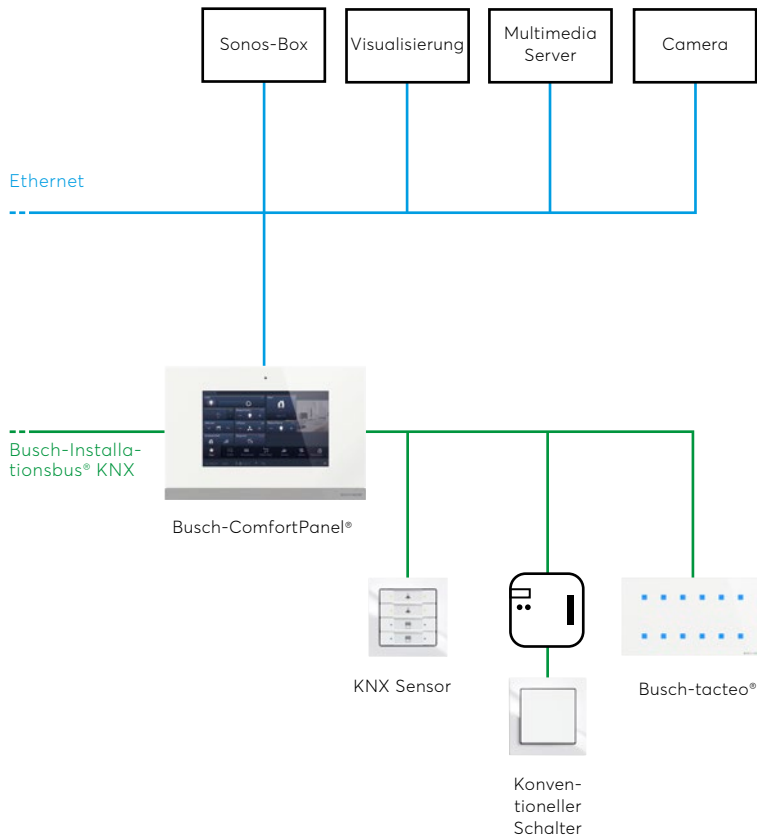 Sonos-Box
Visualisierung
Multimedia
Server
Camera
Ethernet
Busch-Installa-
tionsbus® KNX
Busch-ComfortPanel®
KNX Sensor
Busch-tacteo®
Konven-
tioneller
Schalter